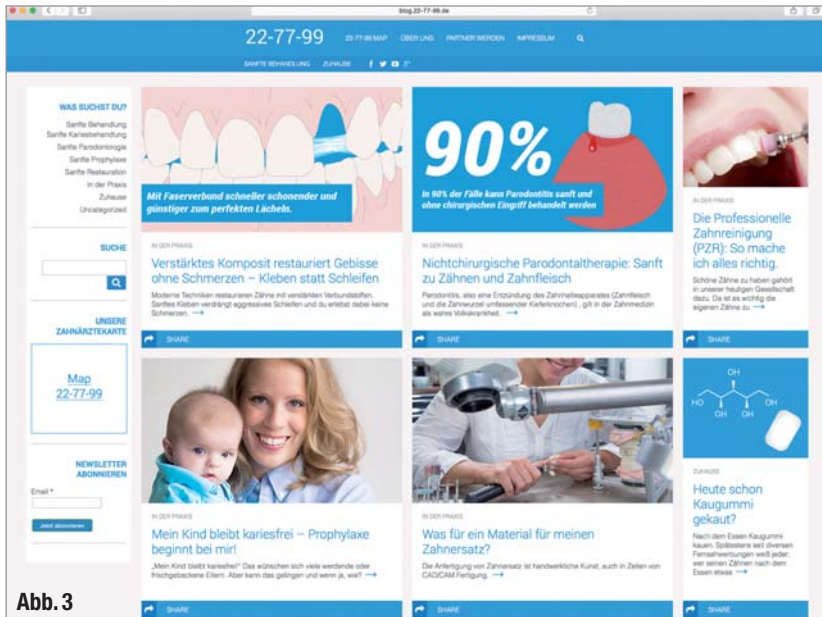 blog.22-77-99.de
22-77-99
22-77-99 MAP ÜBER UNS PARTNER WERDEN IMPRESSUM
SANFTE BEHANDLUNG ZUHAUSE
WAS SUCHST DU?
Sanfte Behandlung
Sanfte Kariesbehandlung
Sanfte Parodontologie
Sanfte Prophylaxe
Sanfte Restauration
In der Praxis
Zuhause
Uncategorized
SUCHE
UNSERE
ZAHNÄRZTEKARTE
Map
22-77-99
NEWSLETTER
ABONNIEREN
Email *
Jetzt abonnieren
Mit Faserverbund schneller schonender und
günstiger zum perfekten Lächeln.
IN DER PRAXIS
Verstärktes Komposit restauriert Gebisse
ohne Schmerzen – Kleben statt Schleifen
Moderne Techniken restaurieren Zähne mit verstärkten Verbundstoffen.
Sanftes Kleben verdrängt aggressives Schleifen und du erlebst dabei keine
Schmerzen. →
SHARE
90%
In 90% der Fälle kann Parodontitis sanft und
ohne chirurgischen Eingriff behandelt werden
IN DER PRAXIS
Nichtchirurgische Parodontaltherapie: Sanft
zu Zähnen und Zahnfleisch
Parodontitis, also eine Entzündung des Zahnhalteapparates (Zahnfleisch
und die Zahnwurzel umfassender Kieferknochen) , gilt in der Zahnmedizin
als wahre Volkskrankheit. →
SHARE
IN DER PRAXIS
Die Professionelle
Zahnreinigung
(PZR): So mache
ich alles richtig.
Schöne Zähne zu haben gehört
in unserer heutigen Gesellschaft
dazu. Da ist es wichtig die
eigenen Zähne zu →
SHARE
IN DER PRAXIS
Mein Kind bleibt kariesfrei – Prophylaxe
beginnt bei mir!
„Mein Kind bleibt kariesfrei!“ Das wünschen sich viele werdende oder
frischgebackene Eltern. Aber kann das gelingen und wenn ja, wie? →
SHARE
IN DER PRAXIS
Was für ein Material für meinen
Zahnersatz?
Die Anfertigung von Zahnersatz ist handwerkliche Kunst, auch in Zeiten von
CAD/CAM Fertigung. →
SHARE
OH
HO OH
OH OH
ZUHAUSE
Heute schon
Kaugummi
gekaut?
Nach dem Essen Kaugummi
kauen. Spätestens seit diversen
Fernsehwerbungen weiß jeder,
wer seinen Zähnen nach dem
Essen etwas →
SHARE
Abb. 3